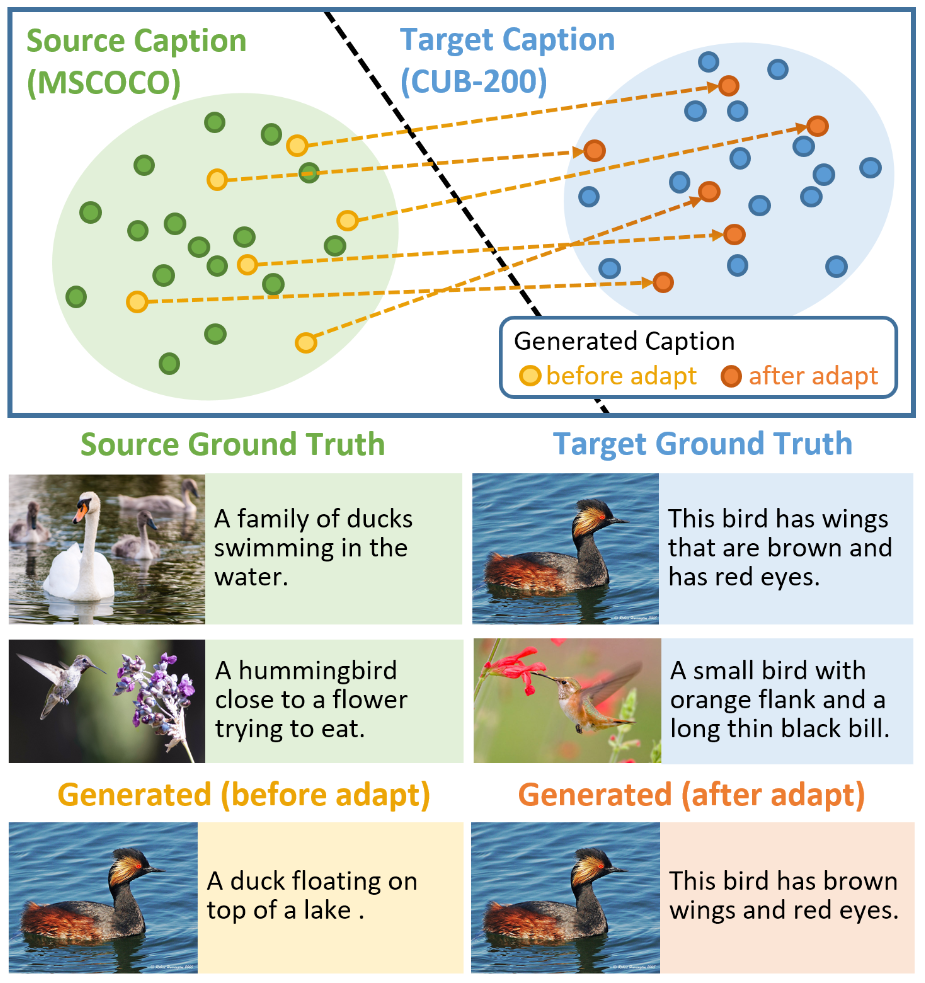 Source Caption
(MSCOCO)
Target Caption
(CUB-200)
Generated Caption
before adapt
after adapt
Source Ground Truth
Target Ground Truth
A family of ducks
swimming in the
water.
This bird has wings
that are brown and
has red eyes.
A hummingbird
close to a flower
trying to eat.
A small bird with
orange flank and a
long thin black bill.
Generated (before adapt)
Generated (after adapt)
A duck floating on
top of a lake .
This bird has brown
wings and red eyes.